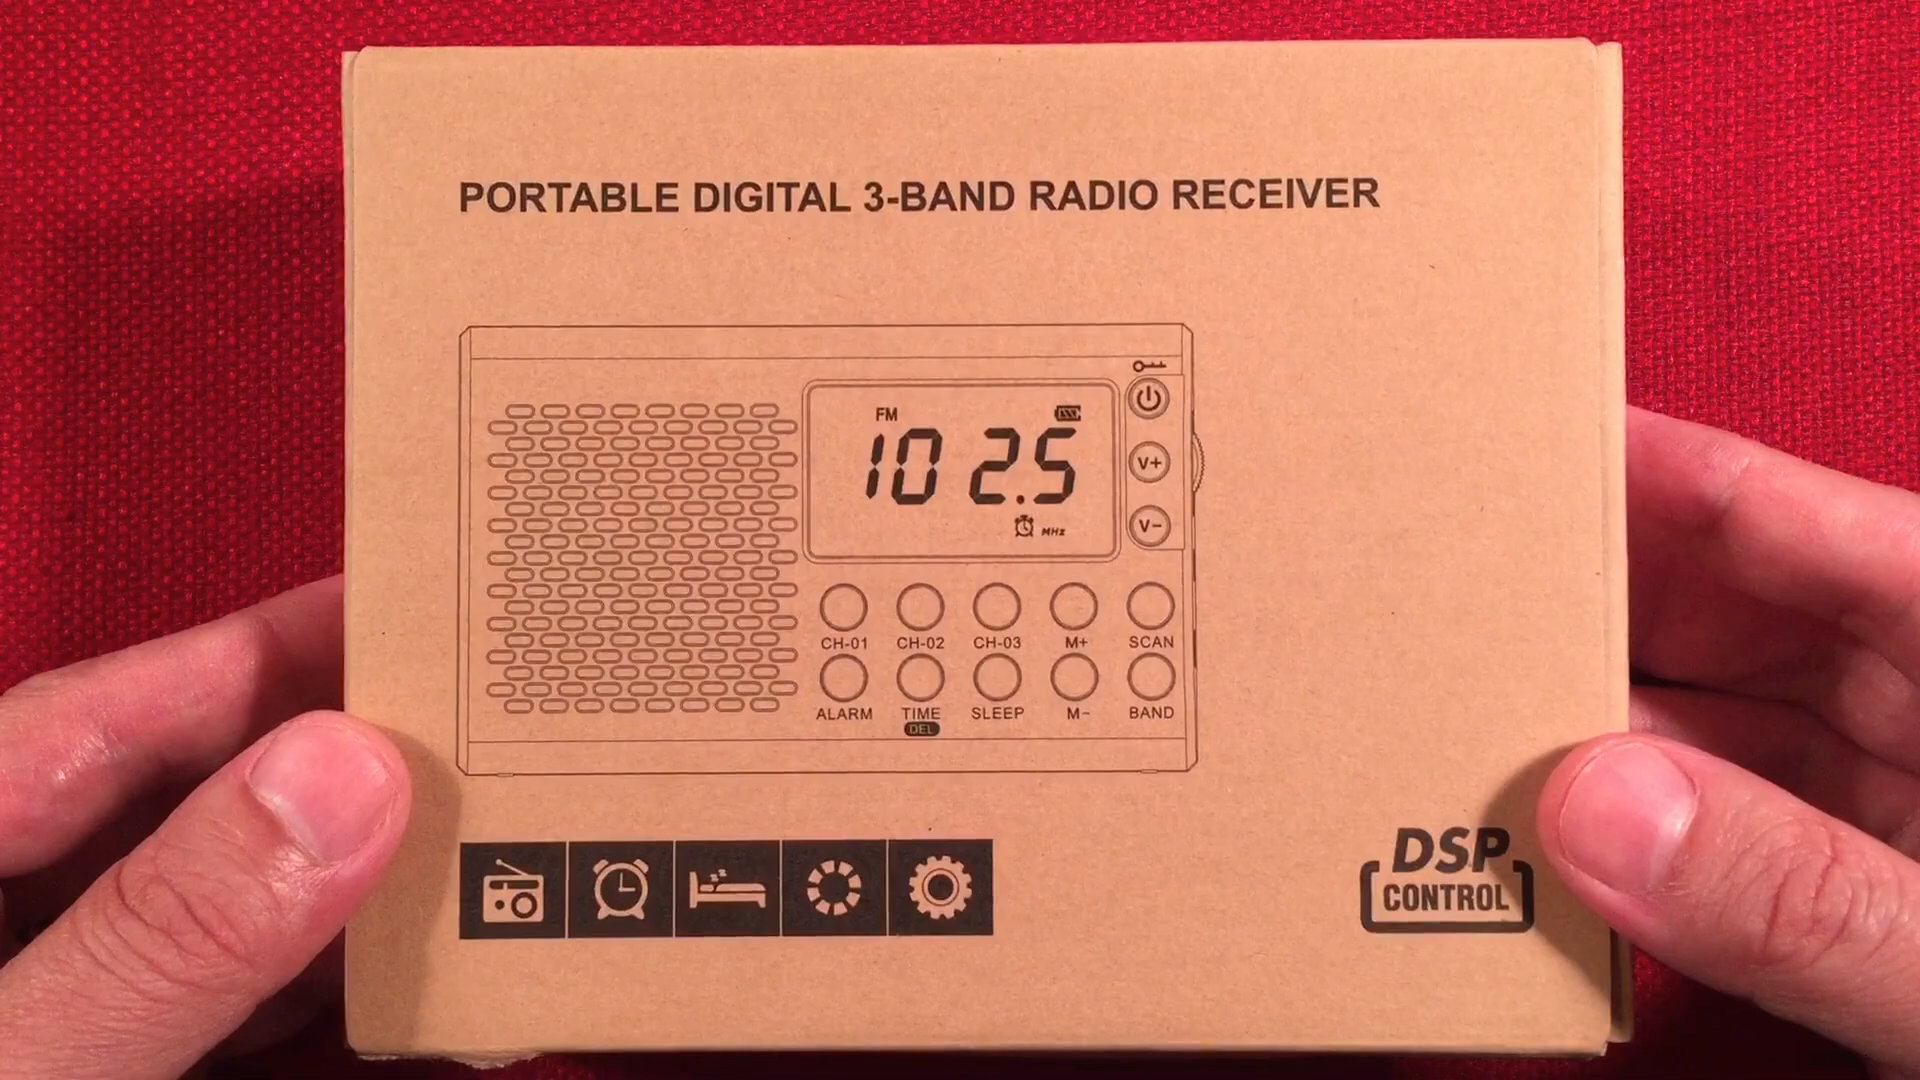 PORTABLE DIGITAL 3-BAND RADIO RECEIVER
FM
102.5
MHz
V+
V-
CH-01 CH-02 CH-03 M+ SCAN
ALARM TIME SLEEP M- BAND
DEL
zzz
DSP
CONTROL